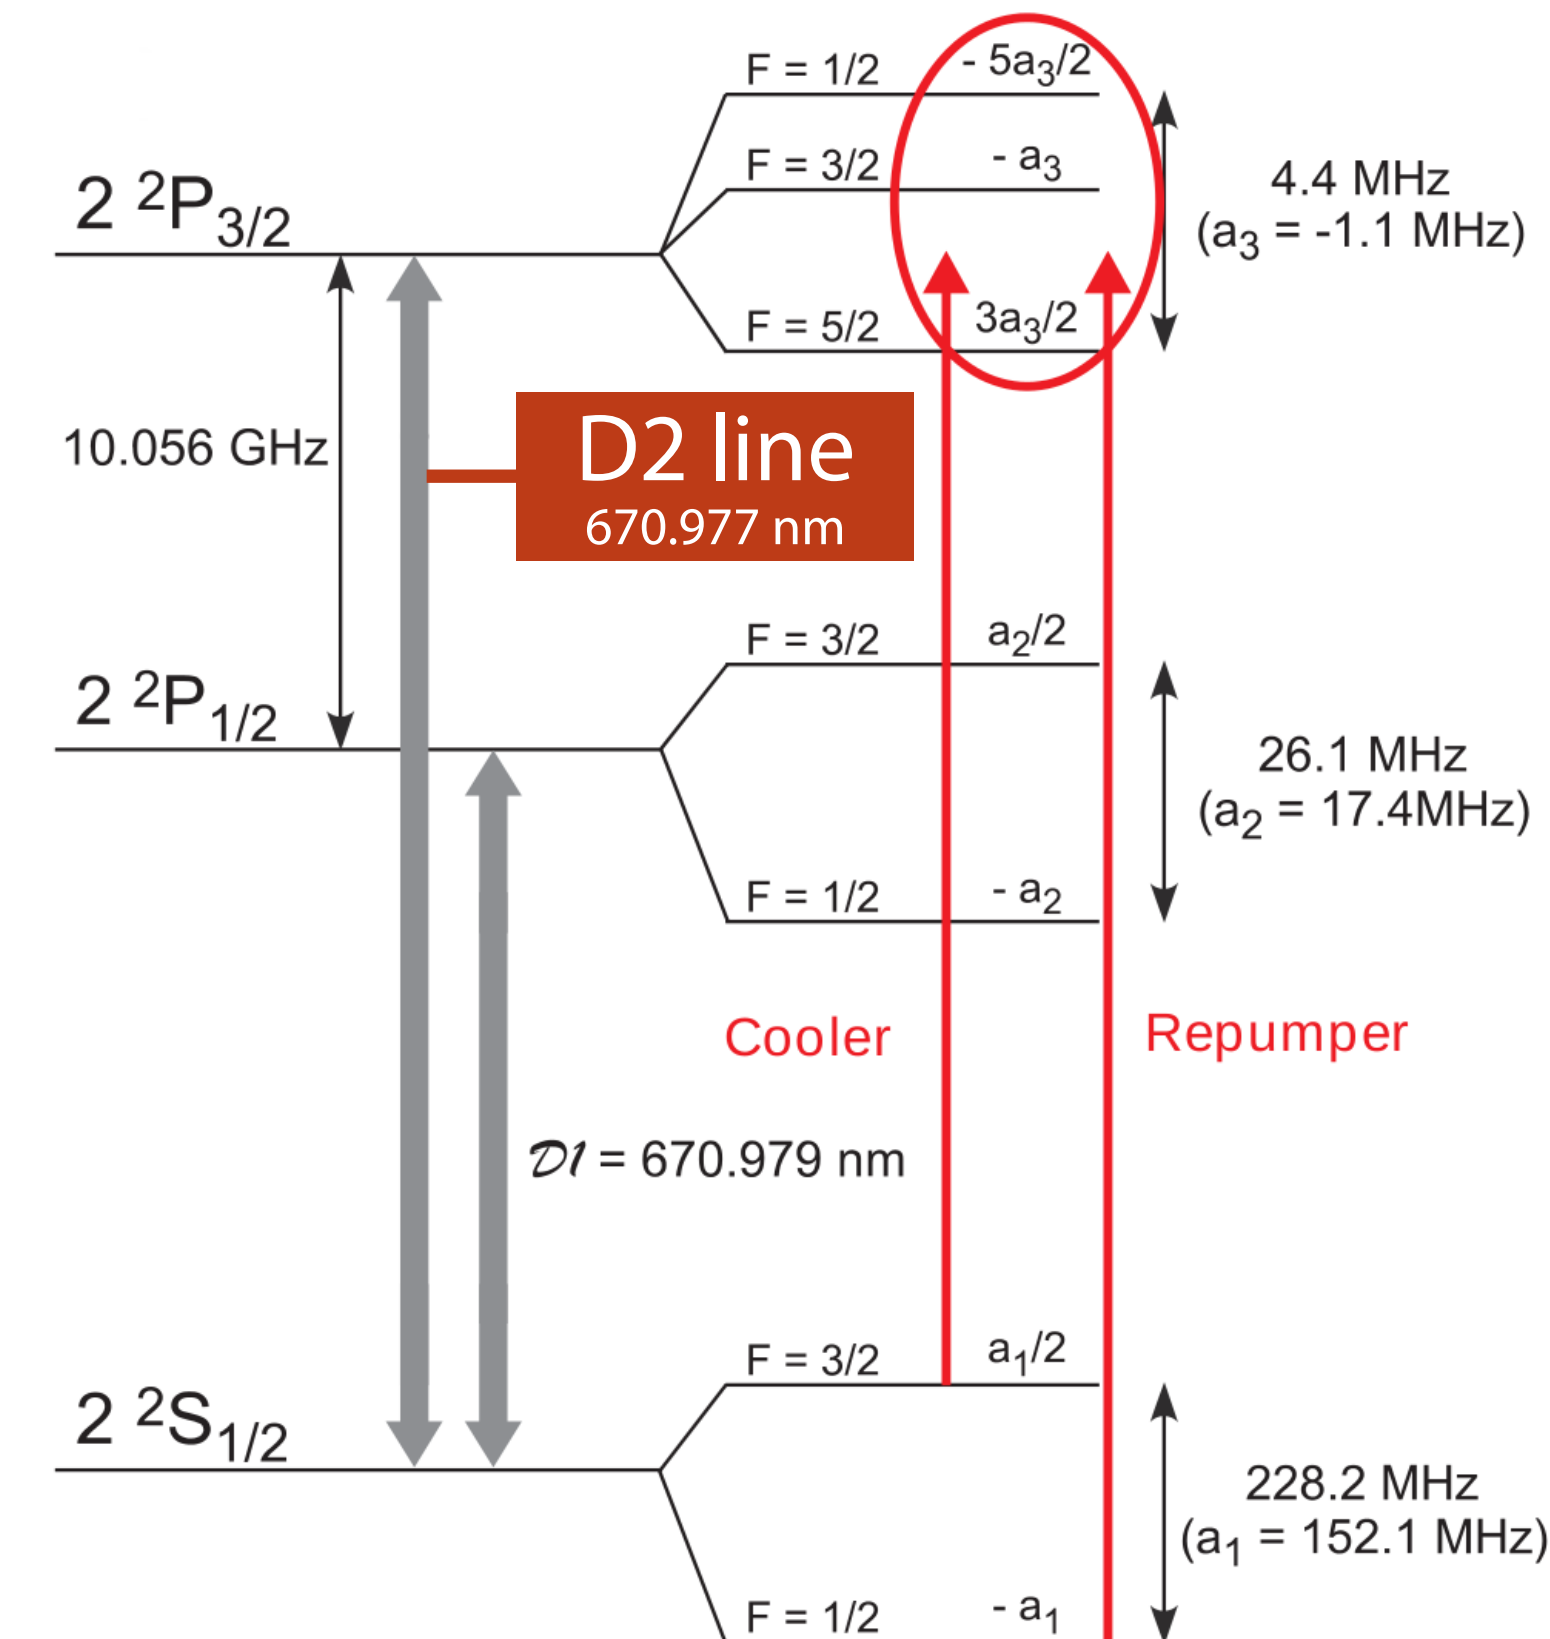 F = 1/2 - 5a₃/2
F = 3/2 - a₃
2 ²P₃/₂
4.4 MHz
(a₃ = -1.1 MHz)
F = 5/2 3a₃/2
10.056 GHz
D2 line
670.977 nm
F = 3/2 a₂/2
2 ²P₁/₂
26.1 MHz
(a₂ = 17.4MHz)
F = 1/2 - a₂
Cooler
Repumper
D1 = 670.979 nm
F = 3/2 a₁/2
2 ²S₁/₂
228.2 MHz
(a₁ = 152.1 MHz)
F = 1/2 - a₁